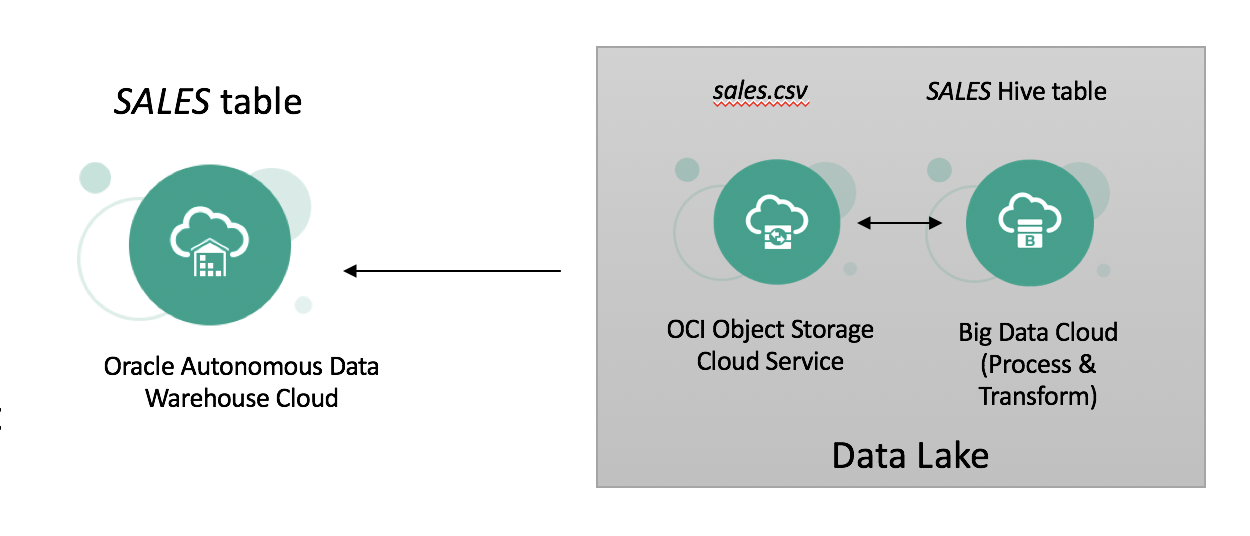 SALES table
Oracle Autonomous Data
Warehouse Cloud
sales.csv
SALES Hive table
B
OCI Object Storage
Cloud Service
Big Data Cloud
(Process &
Transform)
Data Lake